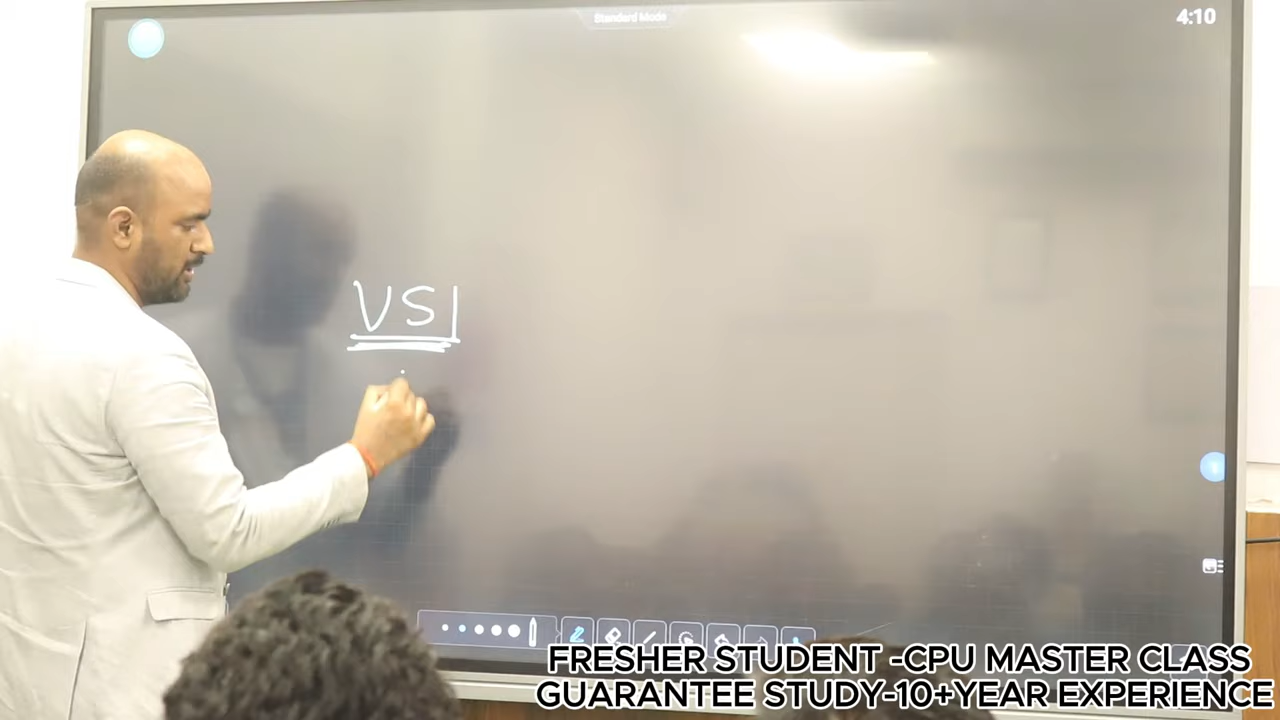 Standard Mode
4:10
VSI
FRESHER STUDENT -CPU MASTER CLASS
GUARANTEE STUDY-10+YEAR EXPERIENCE